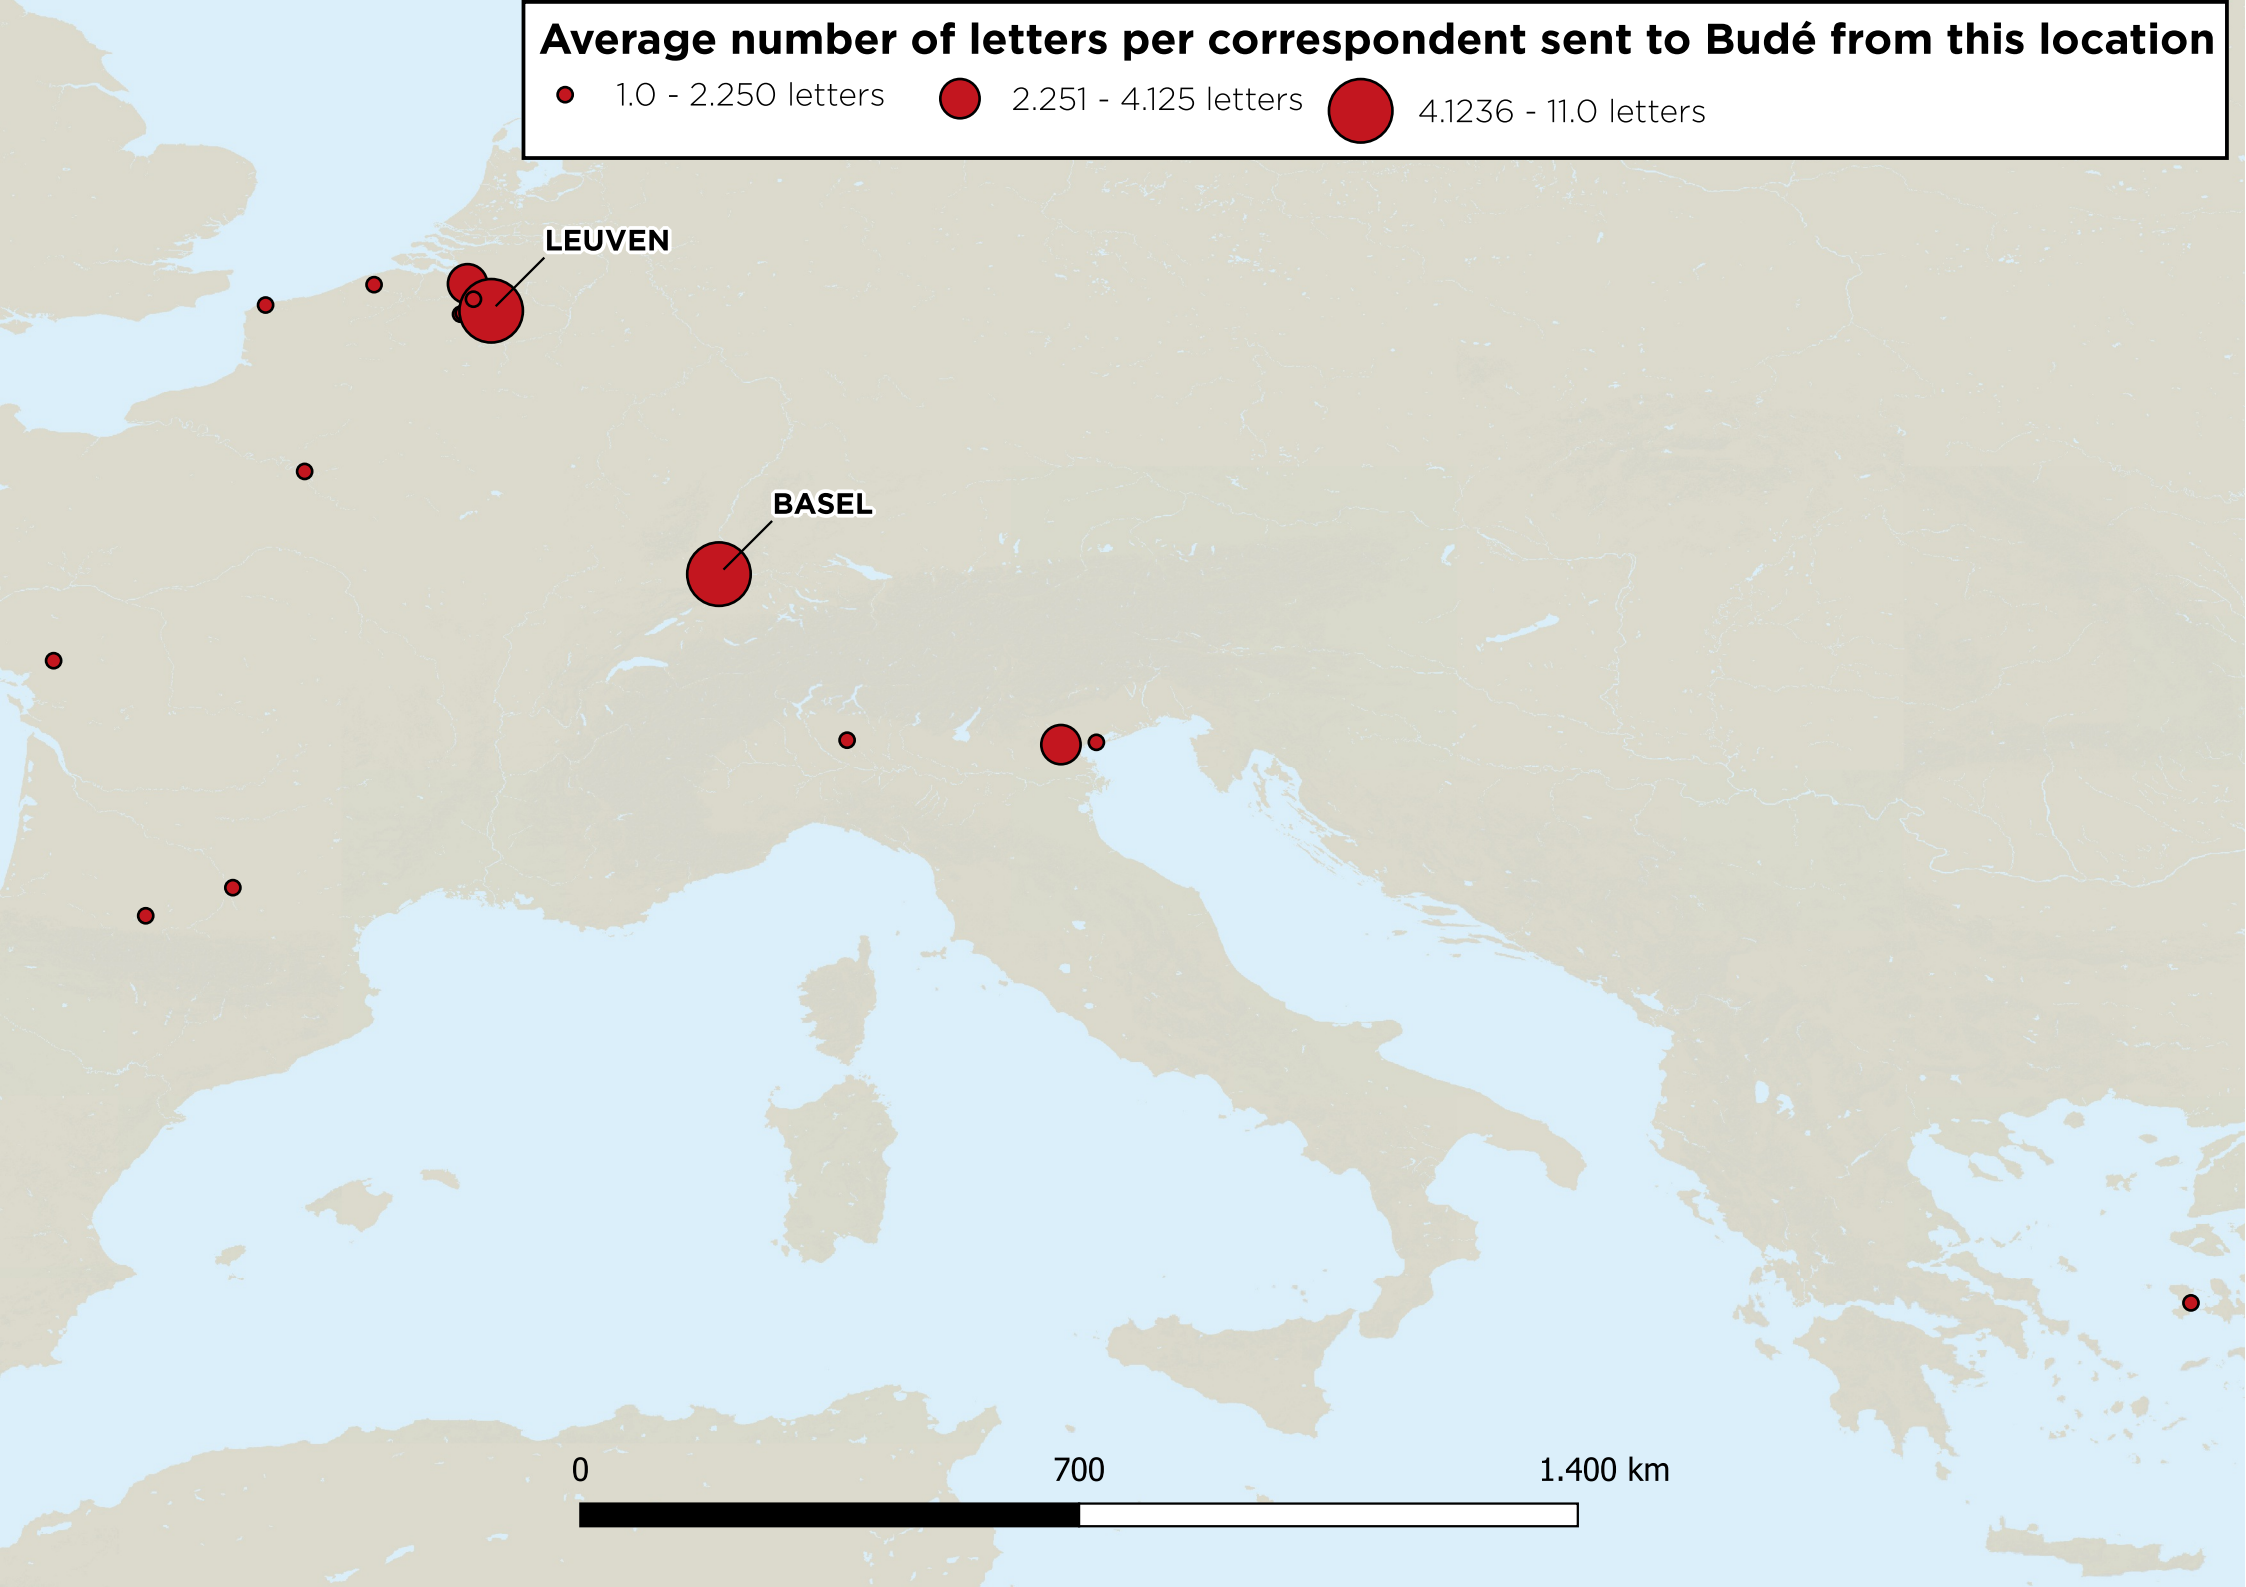 Average number of letters per correspondent sent to Budé from this location
1.0 - 2.250 letters
2.251 - 4.125 letters
4.1236 - 11.0 letters
LEUVEN
BASEL
0 700 1.400 km